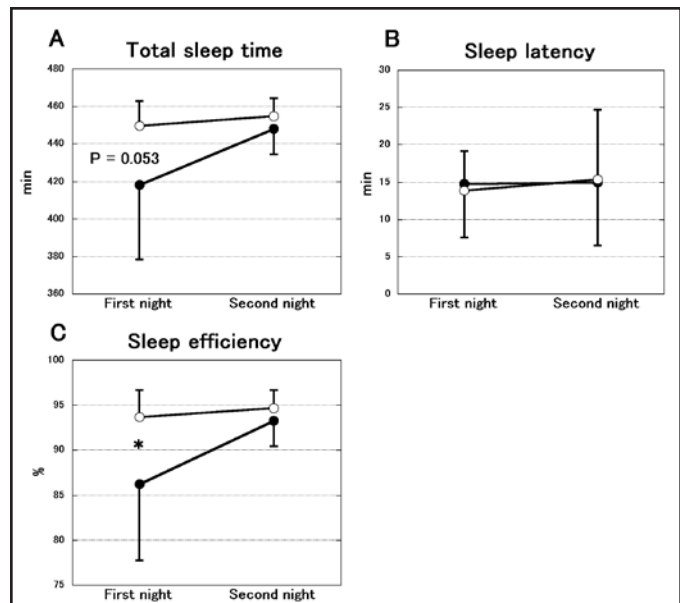 A
Total sleep time
480
460
440
420
400
380
360
min
P = 0.053
First night
Second night
B
Sleep latency
30
25
20
15
10
5
0
min
First night
Second night
C
Sleep efficiency
100
95
90
85
80
75
%
*
First night
Second night